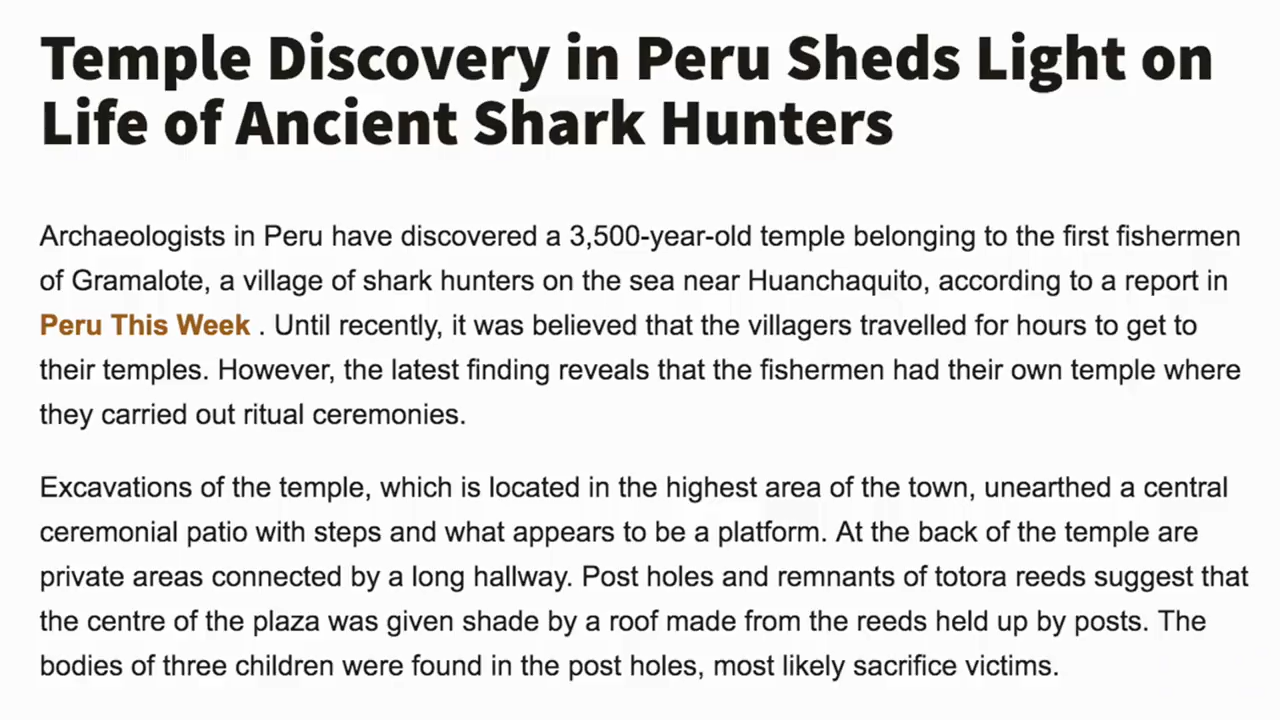 Temple Discovery in Peru Sheds Light on
Life of Ancient Shark Hunters
Archaeologists in Peru have discovered a 3,500-year-old temple belonging to the first fishermen
of Gramalote, a village of shark hunters on the sea near Huanchaquito, according to a report in
Peru This Week . Until recently, it was believed that the villagers travelled for hours to get to
their temples. However, the latest finding reveals that the fishermen had their own temple where
they carried out ritual ceremonies.
Excavations of the temple, which is located in the highest area of the town, unearthed a central
ceremonial patio with steps and what appears to be a platform. At the back of the temple are
private areas connected by a long hallway. Post holes and remnants of totora reeds suggest that
the centre of the plaza was given shade by a roof made from the reeds held up by posts. The
bodies of three children were found in the post holes, most likely sacrifice victims.